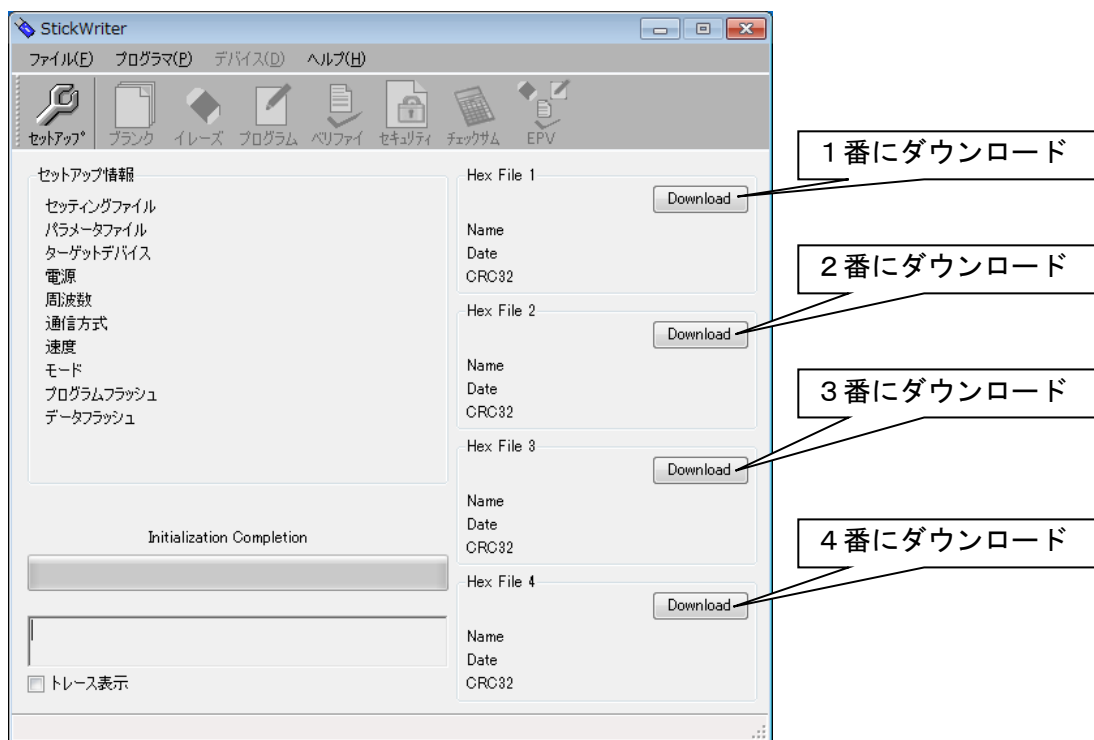 StickWriter
ファイル(F) プログラマ(P) デバイス(D) ヘルプ(H)
セットアップ ブランク イレーズ プログラム ベリファイ セキュリティ チェックサム EPV
セットアップ情報
セッティングファイル
パラメータファイル
ターゲットデバイス
電源
周波数
通信方式
速度
モード
プログラムフラッシュ
データフラッシュ
Initialization Completion
トレース表示
Hex File 1
Download
Name
Date
CRC32
Hex File 2
Download
Name
Date
CRC32
Hex File 3
Download
Name
Date
CRC32
Hex File 4
Download
Name
Date
CRC32
１番にダウンロード
２番にダウンロード
３番にダウンロード
４番にダウンロード